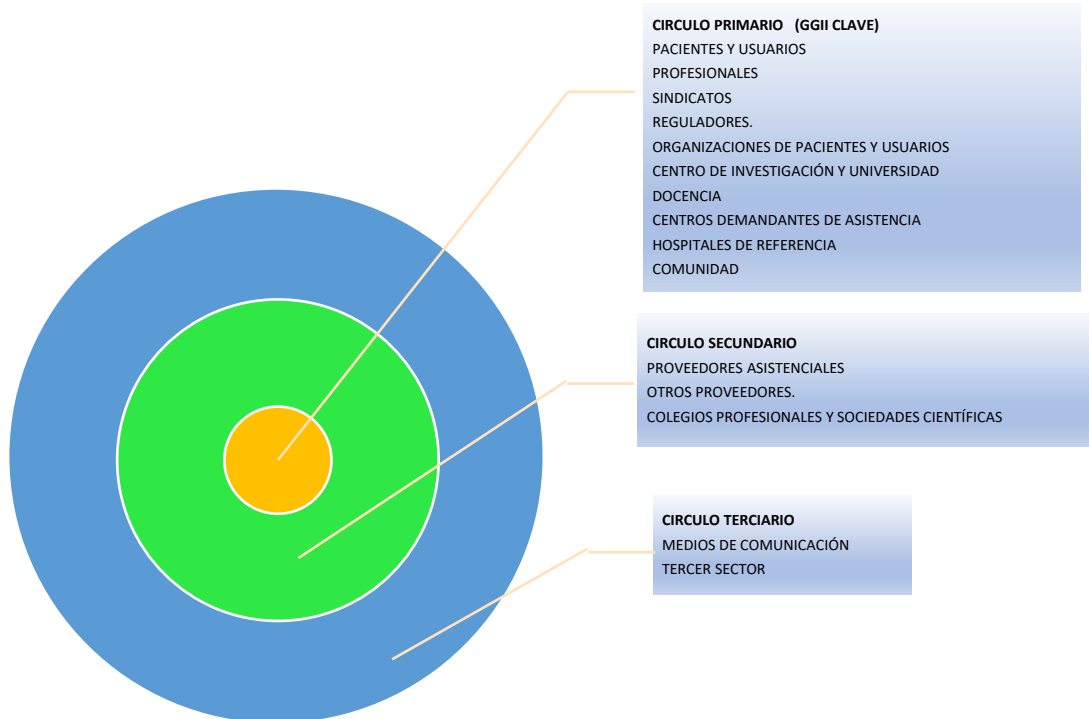 CIRCULO PRIMARIO (GGII CLAVE)
PACIENTES Y USUARIOS
PROFESIONALES
SINDICATOS
REGULADORES.
ORGANIZACIONES DE PACIENTES Y USUARIOS
CENTRO DE INVESTIGACIÓN Y UNIVERSIDAD
DOCENCIA
CENTROS DEMANDANTES DE ASISTENCIA
HOSPITALES DE REFERENCIA
COMUNIDAD
CIRCULO SECUNDARIO
PROVEEDORES ASISTENCIALES
OTROS PROVEEDORES.
COLEGIOS PROFESIONALES Y SOCIEDADES CIENTÍFICAS
CIRCULO TERCIARIO
MEDIOS DE COMUNICACIÓN
TERCER SECTOR